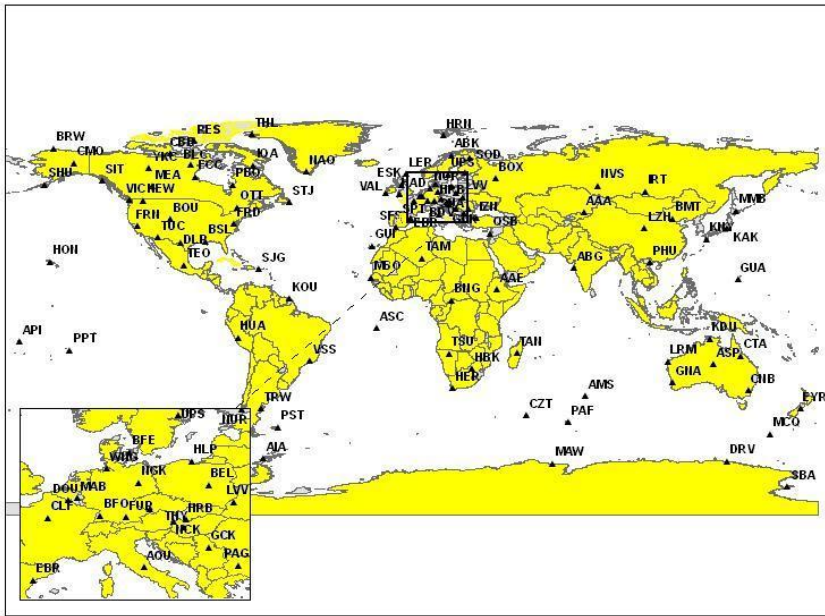 BRW
CMO
SHU
SIT
RES
CBB
THL
YKC
BLC
MEA
FCC
PBQ
IQA
NAQ
VIC
NEW
OTT
STJ
FRN
BOU
TUC
DLR
BSL
FRD
TEO
SJG
HON
API
PPT
KOU
HUA
VSS
TRW
PST
AIA
HRN
ABK
SOD
LER
UPS
ESK
VAL
BOX
LVV
NVS
IRT
AAA
BMT
LZH
MMB
KNY
KAK
PHU
GUA
SFS
EBR
GUI
MBO
TAM
BNG
AAE
ABG
ASC
TSU
HBK
TAN
HER
AMS
CZT
PAF
MAW
KDU
LRM
ASP
CTA
GNA
CNB
EYR
MCQ
DRV
SBA
UPS
HUR
BFE
WNG
HLP
NGK
BEL
DOU
MAB
LVV
CLF
BFO
FUR
HRB
THY
NCK
GCK
AQU
PAG
EBR